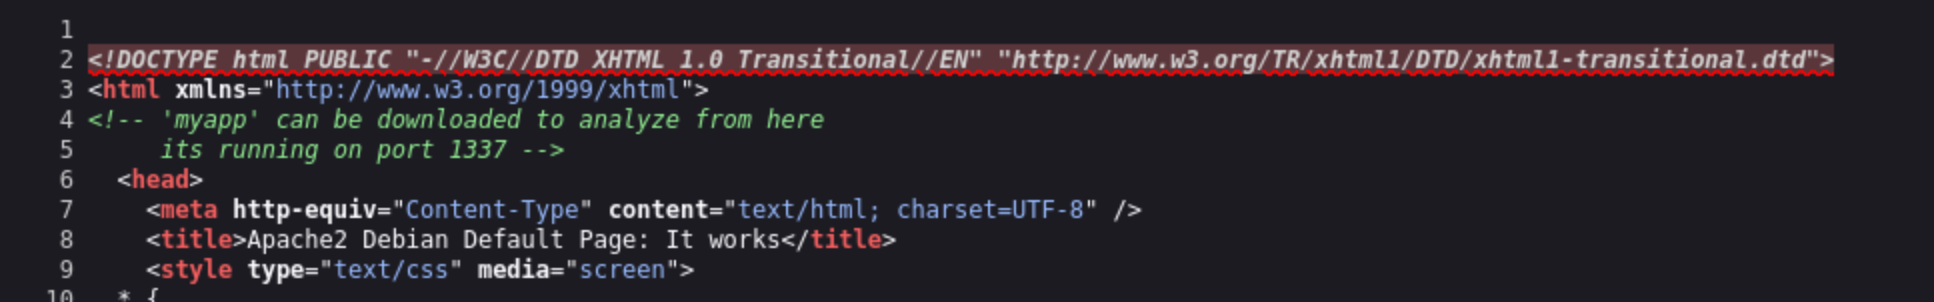 1
2 <!DOCTYPE html PUBLIC "-//W3C//DTD XHTML 1.0 Transitional//EN" "http://www.w3.org/TR/xhtml1/DTD/xhtml1-transitional.dtd">
3 <html xmlns="http://www.w3.org/1999/xhtml">
4 <!-- 'myapp' can be downloaded to analyze from here
5      its running on port 1337 -->
6   <head>
7     <meta http-equiv="Content-Type" content="text/html; charset=UTF-8" />
8     <title>Apache2 Debian Default Page: It works</title>
9     <style type="text/css" media="screen">
10   * {